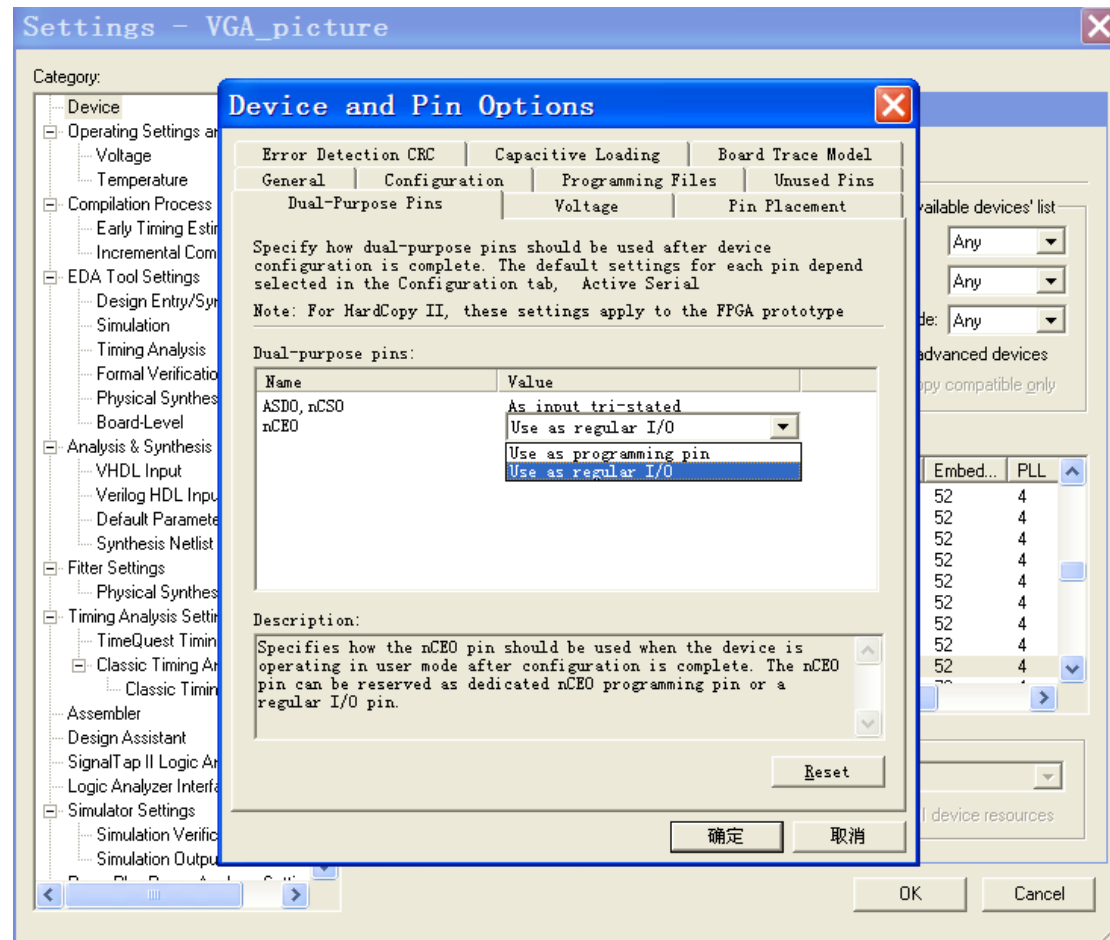 Settings - VGA_picture
Category:
Device
Operating Settings an
Voltage
Temperature
Compilation Process
Early Timing Estim
Incremental Com
EDA Tool Settings
Design Entry/Syn
Simulation
Timing Analysis
Formal Verificatio
Physical Synthes
Board-Level
Analysis & Synthesis
VHDL Input
Verilog HDL Inpu
Default Paramete
Synthesis Netlist
Fitter Settings
Physical Synthes
Timing Analysis Settin
TimeQuest Timin
Classic Timing An
Classic Timin
Assembler
Design Assistant
SignalTap II Logic An
Logic Analyzer Interfa
Simulator Settings
Simulation Verific
Simulation Outpu
Device and Pin Options
Error Detection CRC
Capacitive Loading
Board Trace Model
General
Configuration
Programming Files
Unused Pins
Dual-Purpose Pins
Voltage
Pin Placement
Specify how dual-purpose pins should be used after device
configuration is complete. The default settings for each pin depend
selected in the Configuration tab,  Active Serial
Note: For HardCopy II, these settings apply to the FPGA prototype
Dual-purpose pins:
Name Value
ASDO, nCSO As input tri-stated
nCEO Use as regular I/O
Use as programming pin
Use as regular I/O
Description:
Specifies how the nCEO pin should be used when the device is
operating in user mode after configuration is complete. The nCEO
pin can be reserved as dedicated nCEO programming pin or a
regular I/O pin.
Reset
确定 取消
vailable devices' list
Any
Any
de: Any
advanced devices
opy compatible only
Embed... PLL
52 4
52 4
52 4
52 4
52 4
52 4
52 4
52 4
52 4
l device resources
OK Cancel